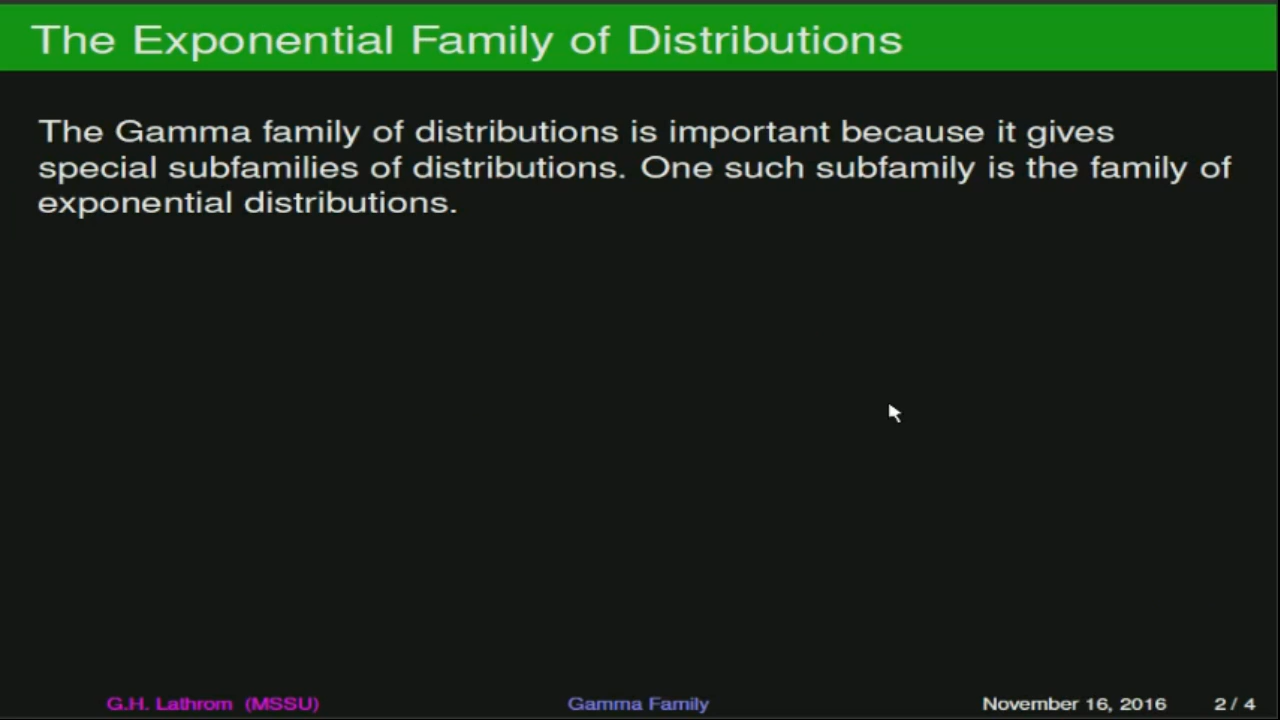 The Exponential Family of Distributions
The Gamma family of distributions is important because it gives
special subfamilies of distributions. One such subfamily is the family of
exponential distributions.
G.H. Lathrom (MSSU) Gamma Family November 16, 2016 2 / 4